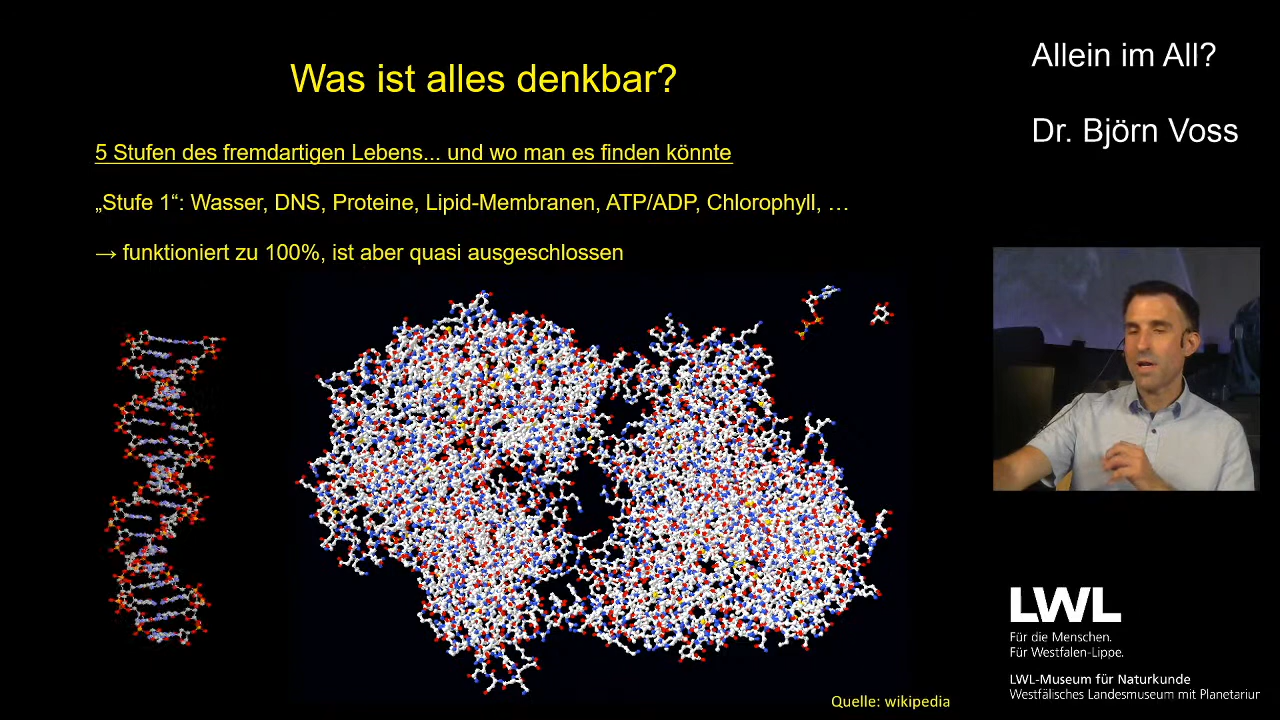 Was ist alles denkbar?
5 Stufen des fremdartigen Lebens... und wo man es finden könnte
„Stufe 1“: Wasser, DNS, Proteine, Lipid-Membranen, ATP/ADP, Chlorophyll, …
→ funktioniert zu 100%, ist aber quasi ausgeschlossen
Quelle: wikipedia
Allein im All?
Dr. Björn Voss
LWL
Für die Menschen.
Für Westfalen-Lippe.
LWL-Museum für Naturkunde
Westfälisches Landesmuseum mit Planetariur